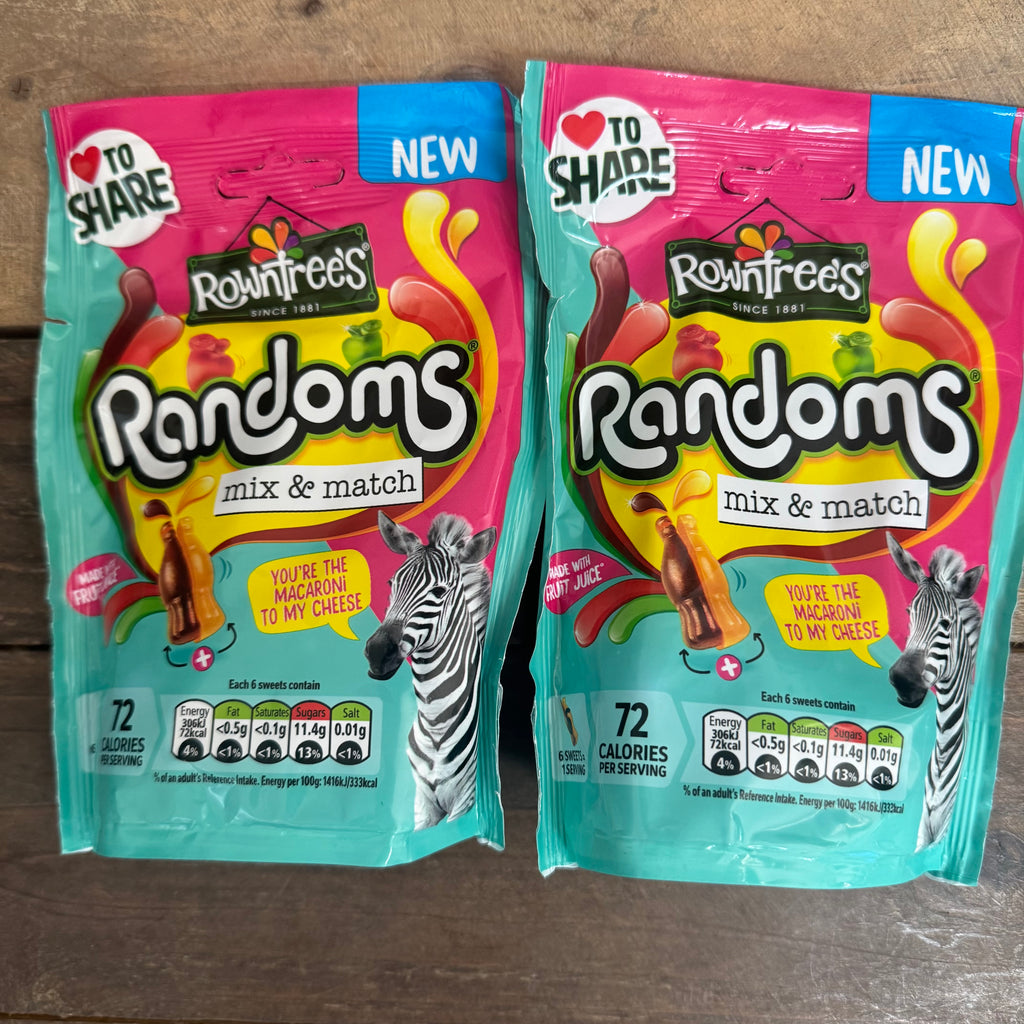 TO
SHARE
NEW
ROWNTREE'S®
SINCE 1881
RANDOMS®
mix & match
MADE WITH
FRUIT
YOU'RE THE
MACARONI
TO MY CHEESE
Each 6 sweets contain
72
CALORIES
PER SERVING
Energy
306kJ
72kcal
4%
Fat
<0.5g
<1%
Saturates
<0.1g
<1%
Sugars
11.4g
13%
Salt
0.01g
<1%
% of an adult's Reference Intake. Energy per 100g: 1416kJ/333kcal
TO
SHARE
NEW
ROWNTREE'S®
SINCE 1881
RANDOMS®
mix & match
MADE WITH
FRUIT JUICE°
YOU'RE THE
MACARONI
TO MY CHEESE
Each 6 sweets contain
6 SWEETS =
1 SERVING
72
CALORIES
PER SERVING
Energy
306kJ
72kcal
4%
Fat
<0.5g
<1%
Saturates
<0.1g
<1%
Sugars
11.4g
13%
Salt
0.01g
<1%
% of an adult's Reference Intake. Energy per 100g: 1416kJ/333kcal